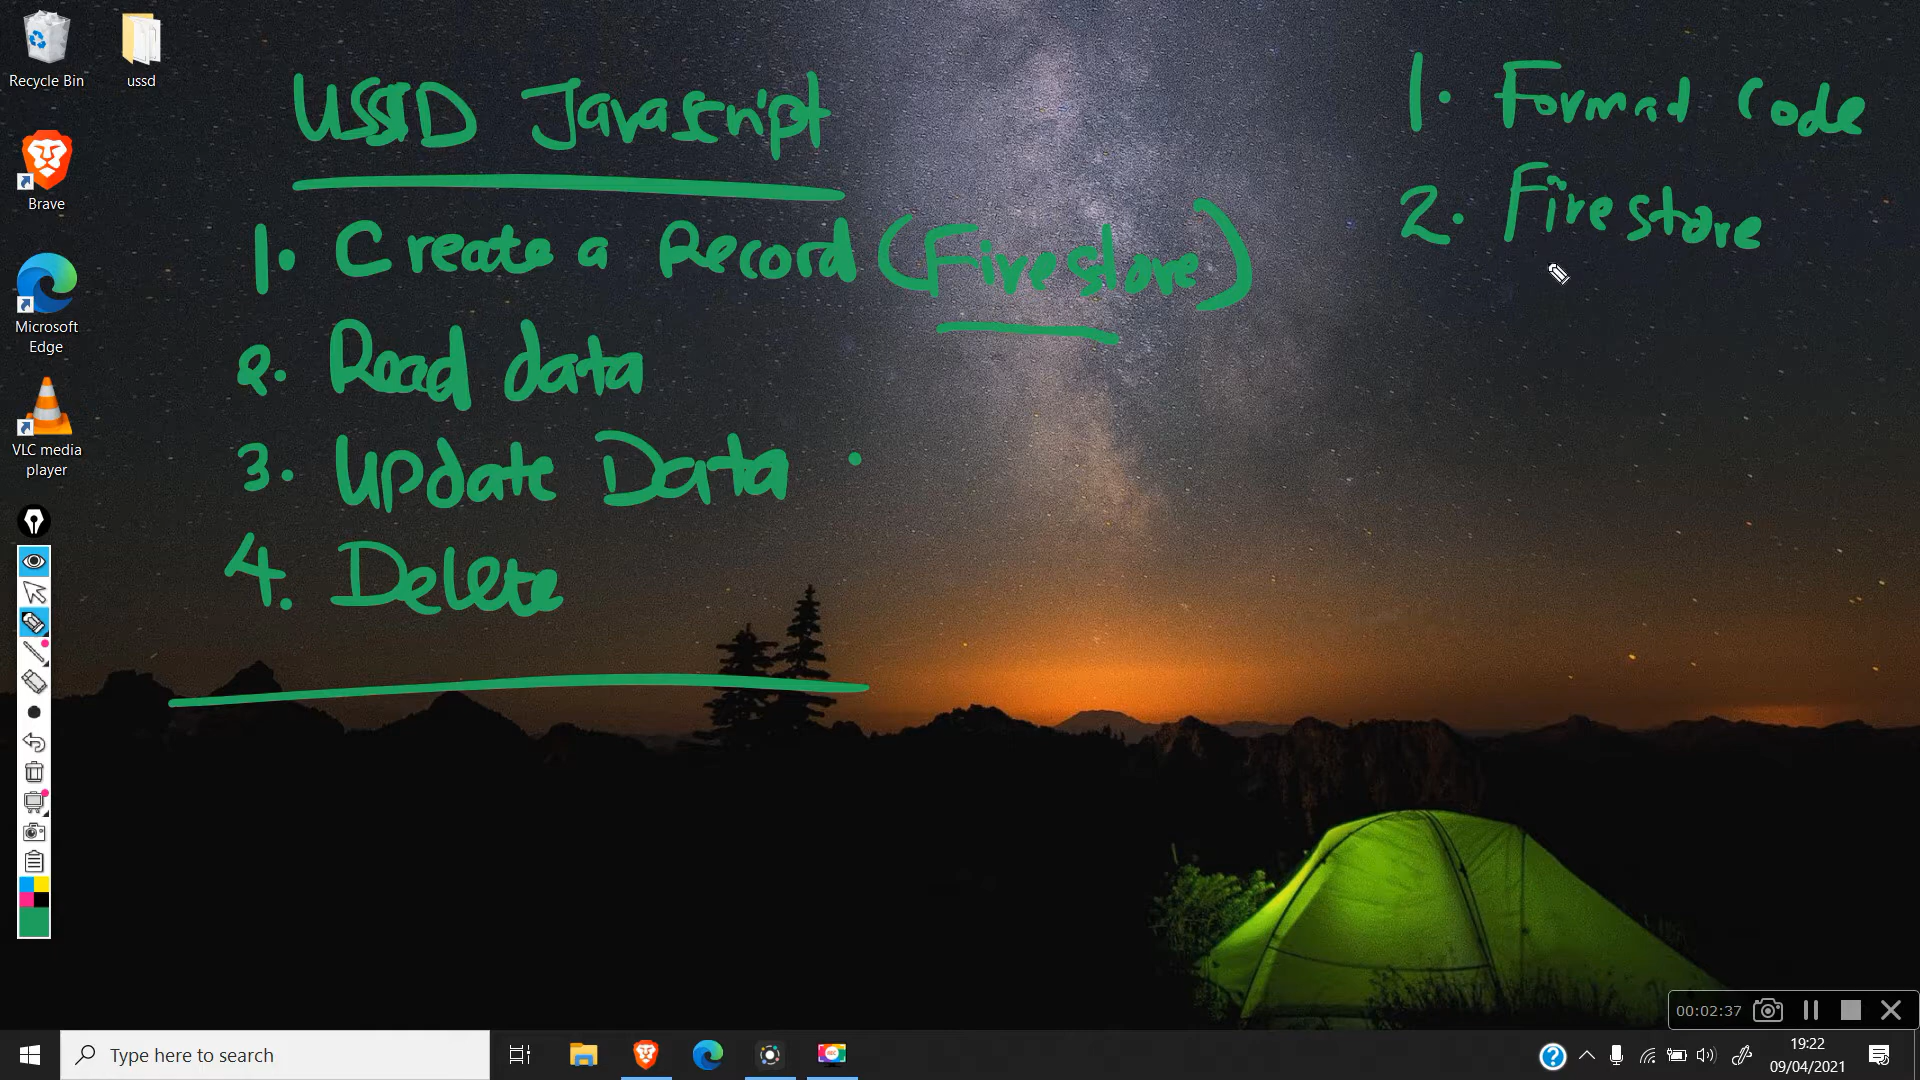 Recycle Bin
ussd
Brave
Microsoft
Edge
VLC media
player
USSD Javascript
1. Create a Record (Firestore)
2. Read data
3. Update Data
4. Delete
1. Format Code
2. Firestore
00:02:37
Type here to search
REC
19:22
09/04/2021